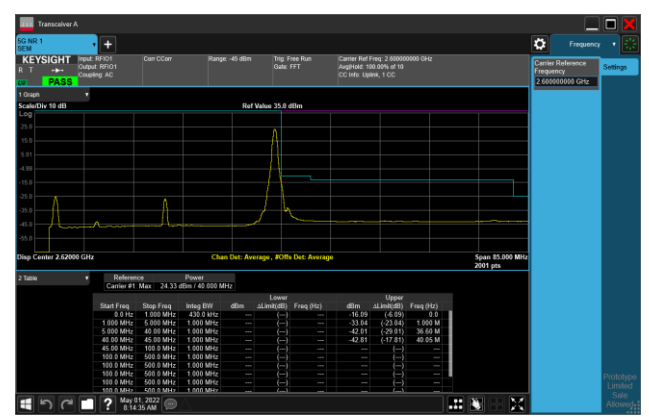 Transceiver A
5G NR 1
SEM
Frequency
KEYSIGHT
R T
PASS
Input: RFIO1
Output: RFIO1
Coupling: AC
Corr CCorr
Range: -45 dBm
Trig: Free Run
Gate: FFT
Carrier Ref Freq: 2.600000000 GHz
Avg|Hold: 100.00% of 10
CC Info: Uplink, 1 CC
Carrier Reference
Frequency
2.600000000 GHz
Settings
1 Graph
Scale/Div 10 dB
Ref Value 35.0 dBm
Log
25.0
15.0
5.01
-4.99
-15.0
-25.0
-35.0
-45.0
-55.0
Disp Center 2.62000 GHz
Chan Det: Average , #Offs Det: Average
Span 85.000 MHz
2001 pts
2 Table
Reference Power
Carrier #1 Max 24.33 dBm / 40.000 MHz
Lower Upper
Start Freq Stop Freq Integ BW dBm ΔLimit(dB) Freq (Hz) dBm ΔLimit(dB) Freq (Hz)
0.0 Hz 1.000 MHz 430.0 kHz --- (---) --- -16.09 (-6.09) 0.0
1.000 MHz 5.000 MHz 1.000 MHz --- (---) --- -33.04 (-23.04) 1.000 M
5.000 MHz 40.00 MHz 1.000 MHz --- (---) --- -42.01 (-29.01) 36.60 M
40.00 MHz 45.00 MHz 1.000 MHz --- (---) --- -42.81 (-17.81) 40.05 M
45.00 MHz 100.0 MHz 1.000 MHz --- (---) --- --- (---) ---
100.0 MHz 500.0 MHz 1.000 MHz --- (---) --- --- (---) ---
100.0 MHz 500.0 MHz 1.000 MHz --- (---) --- --- (---) ---
100.0 MHz 500.0 MHz 1.000 MHz --- (---) --- --- (---) ---
100.0 MHz 500.0 MHz 1.000 MHz --- (---) --- --- (---) ---
100.0 MHz 500.0 MHz 1.000 MHz --- (---) --- --- (---) ---
May 01, 2022
8:14:35 AM
Prototype
Limited
Sale
Allowed